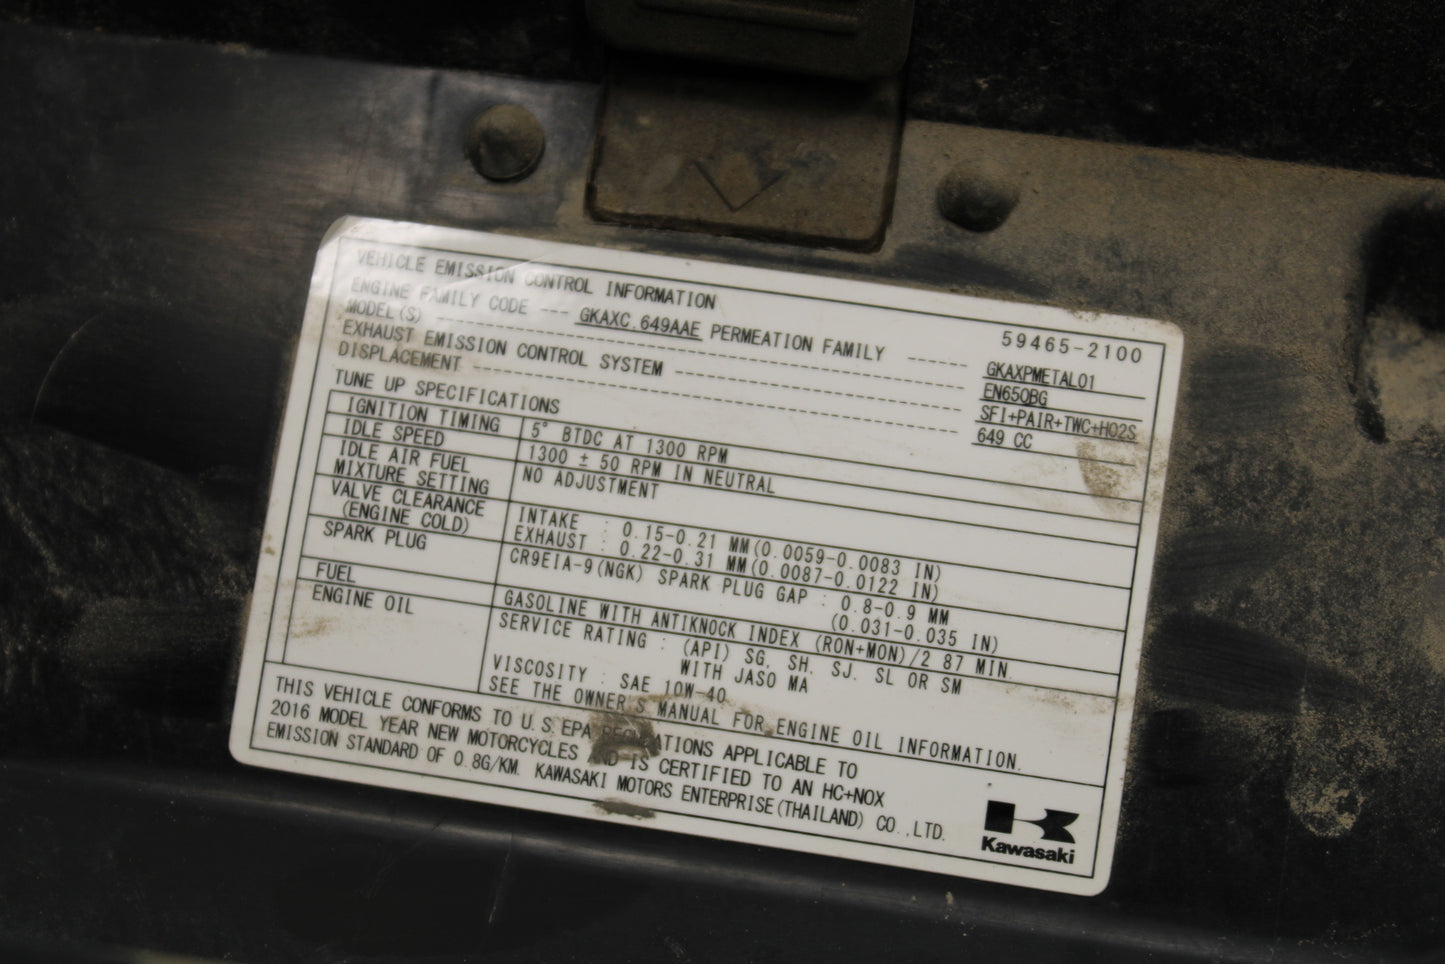 VEHICLE EMISSION CONTROL INFORMATION 59465-2100
ENGINE FAMILY CODE --- GKAXC.649AAE PERMEATION FAMILY ------ GKAXPMETAL01
MODEL(S) ------ EN650BG
EXHAUST EMISSION CONTROL SYSTEM ------ SFI+PAIR+TWC+HO2S
DISPLACEMENT ------ 649 CC
TUNE UP SPECIFICATIONS
IGNITION TIMING 5° BTDC AT 1300 RPM
IDLE SPEED 1300 ± 50 RPM IN NEUTRAL
IDLE AIR FUEL NO ADJUSTMENT
MIXTURE SETTING
VALVE CLEARANCE INTAKE : 0.15-0.21 MM(0.0059-0.0083 IN)
(ENGINE COLD) EXHAUST : 0.22-0.31 MM(0.0087-0.0122 IN)
SPARK PLUG CR9EIA-9(NGK) SPARK PLUG GAP : 0.8-0.9 MM
(0.031-0.035 IN)
FUEL GASOLINE WITH ANTIKNOCK INDEX (RON+MON)/2 87 MIN.
ENGINE OIL SERVICE RATING : (API) SG, SH, SJ, SL OR SM
WITH JASO MA
VISCOSITY : SAE 10W-40
SEE THE OWNER'S MANUAL FOR ENGINE OIL INFORMATION.
THIS VEHICLE CONFORMS TO U.S.EPA REGULATIONS APPLICABLE TO
2016 MODEL YEAR NEW MOTORCYCLES AND IS CERTIFIED TO AN HC+NOX
EMISSION STANDARD OF 0.8G/KM. KAWASAKI MOTORS ENTERPRISE(THAILAND) CO.,LTD.
Kawasaki